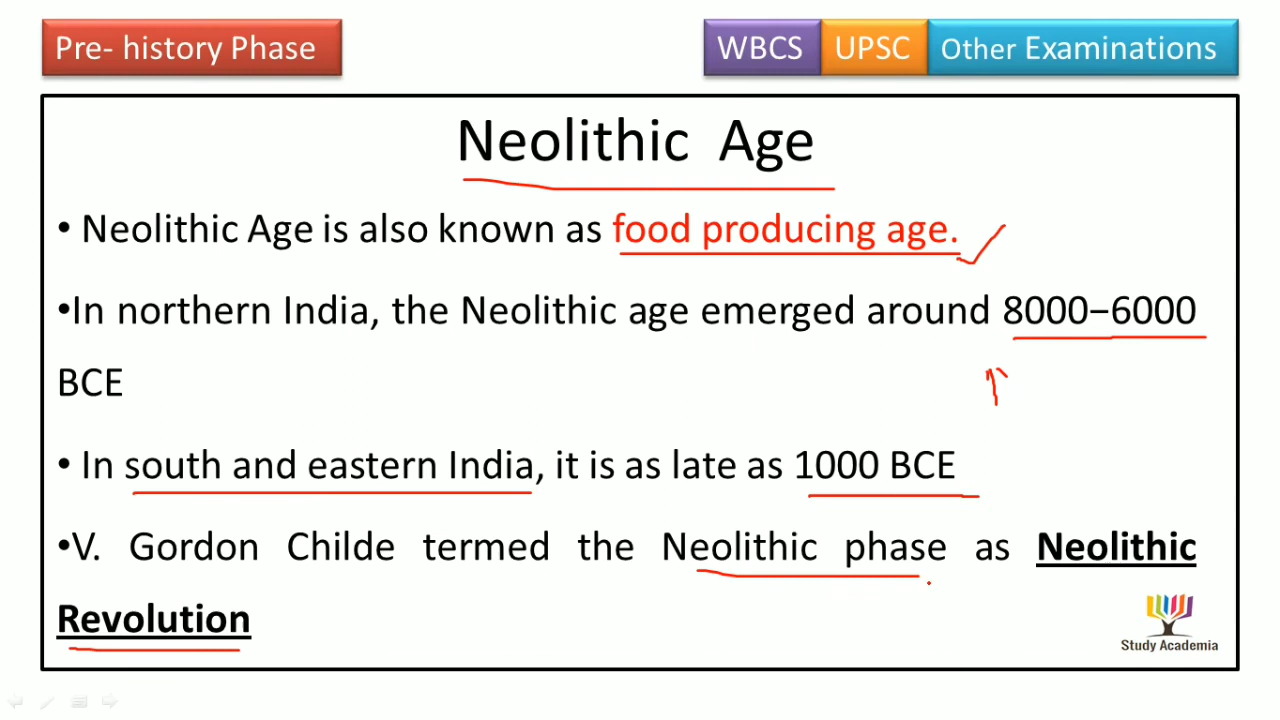 Pre- history Phase
WBCS UPSC Other Examinations
Neolithic Age
• Neolithic Age is also known as food producing age.
•In northern India, the Neolithic age emerged around 8000–6000
BCE
• In south and eastern India, it is as late as 1000 BCE
•V. Gordon Childe termed the Neolithic phase as Neolithic
Revolution
Study Academia